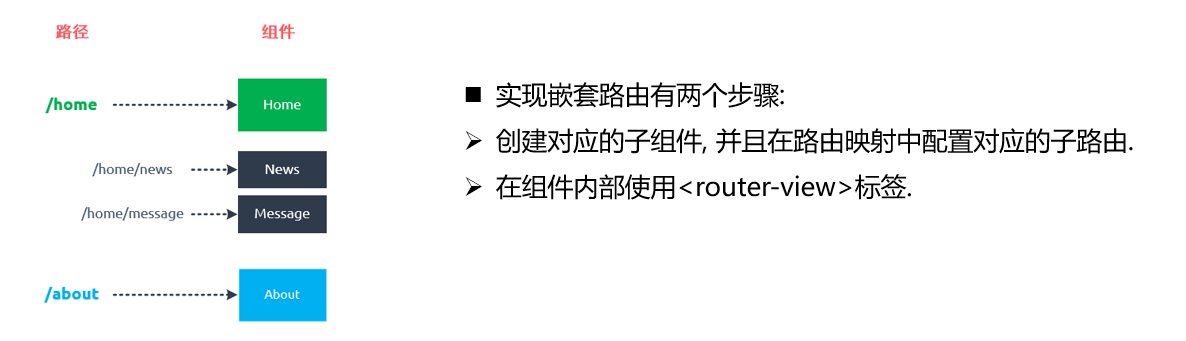 路径 组件
/home Home
/home/news News
/home/message Message
/about About
实现嵌套路由有两个步骤:
创建对应的子组件, 并且在路由映射中配置对应的子路由.
在组件内部使用<router-view>标签.